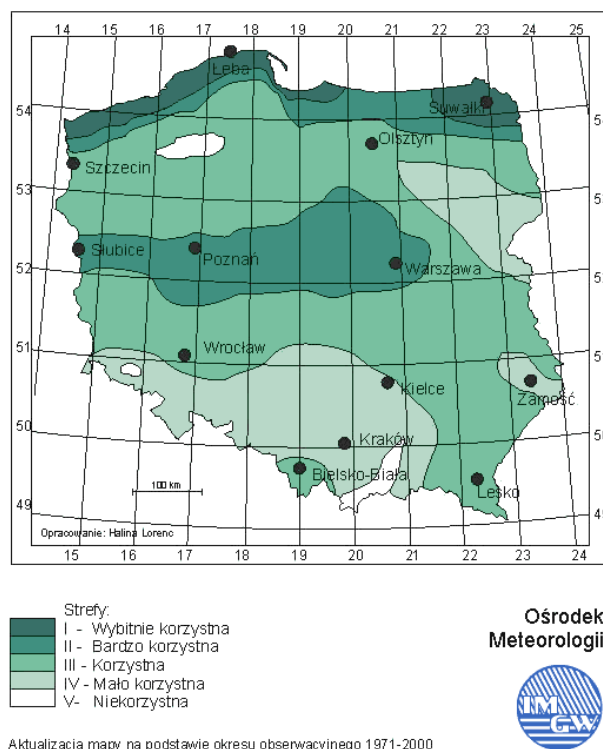 14 15 16 17 18 19 20 21 22 23 24 25
Łeba
54
Suwałki
Olsztyn
Szczecin
53
Słubice
Poznań
Warszawa
52
51
Wrocław
Kielce
Zamość
50
Kraków
Bielsko-Biała
Lesko
100 km
49
Opracowanie: Halina Lorenc
15 16 17 18 19 20 21 22 23 24
Strefy:
I - Wybitnie korzystna
II - Bardzo korzystna
III - Korzystna
IV - Mało korzystna
V- Niekorzystna
Ośrodek
Meteorologii
IM
GW
Aktualizacja mapy na podstawie okresu obserwacyjnego 1971-2000